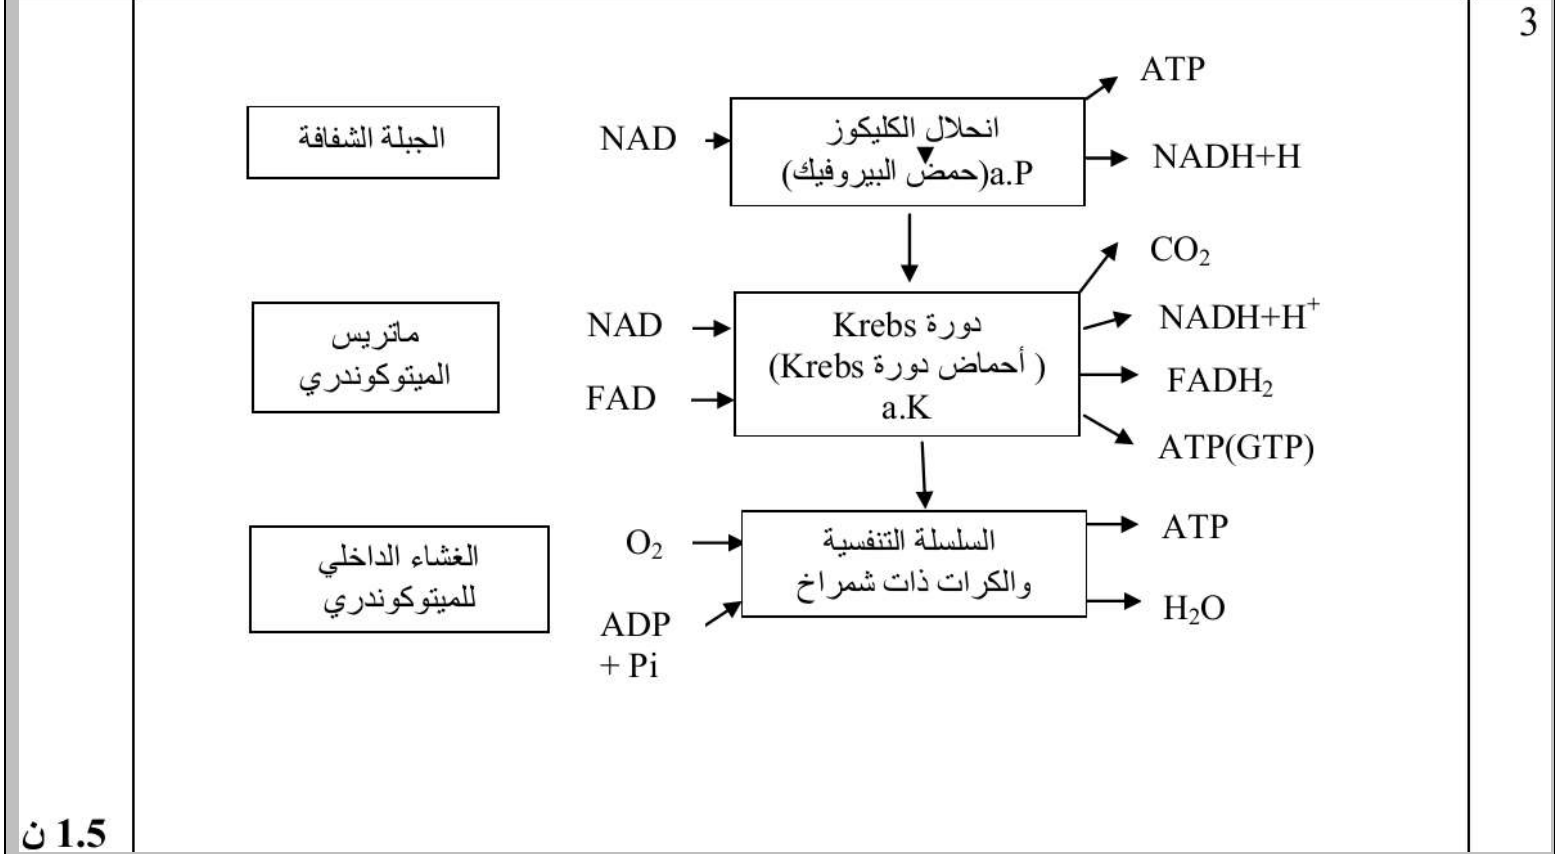 3
ATP
الجبلة الشفافة
NAD
انحلال الكليكوز
a.P(حمض البيروفيك)
NADH+H
CO₂
ماتريس
الميتوكوندري
NAD
FAD
دورة Krebs
( أحماض دورة Krebs)
a.K
NADH+H⁺
FADH₂
ATP(GTP)
الغشاء الداخلي
للميتوكوندري
O₂
ADP
+ Pi
السلسلة التنفسية
والكرات ذات شمراخ
ATP
H₂O
1.5 ن